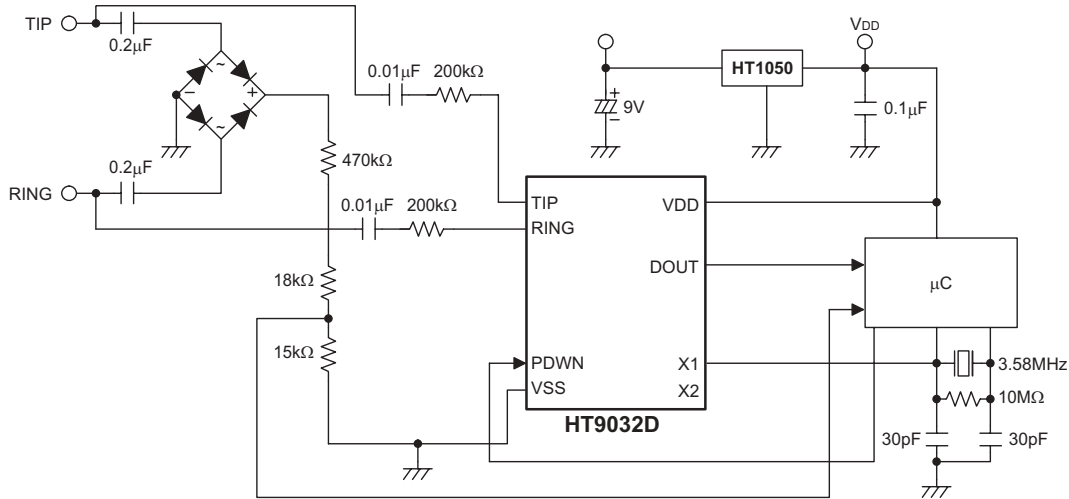 TIP
0.2μF
0.01μF 200kΩ
VDD
HT1050
9V
0.1μF
~
- +
~
470kΩ
0.2μF
RING
0.01μF 200kΩ
TIP
RING
VDD
DOUT
μC
18kΩ
15kΩ
PDWN
VSS
X1
X2
3.58MHz
10MΩ
HT9032D
30pF 30pF
+
-